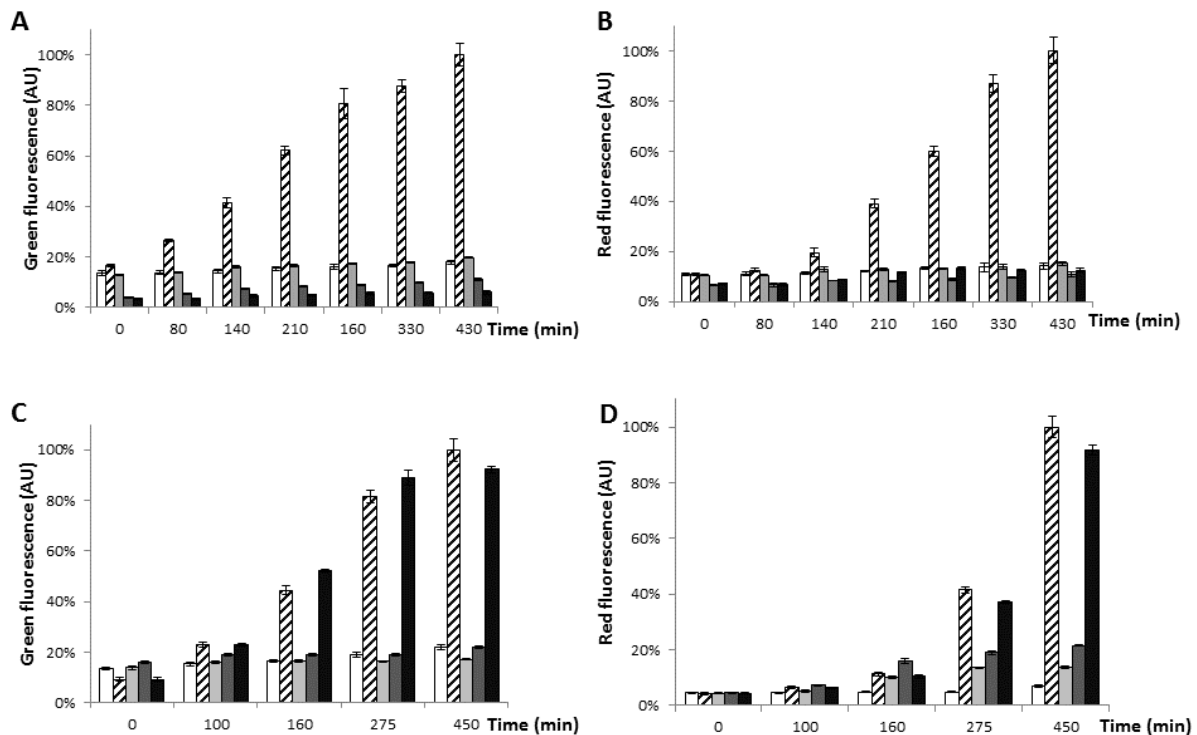 A
Green fluorescence (AU)
100%
80%
60%
40%
20%
0%
0 80 140 210 160 330 430 Time (min)
B
Red fluorescence (AU)
100%
80%
60%
40%
20%
0%
0 80 140 210 160 330 430 Time (min)
C
Green fluorescence (AU)
100%
80%
60%
40%
20%
0%
0 100 160 275 450 Time (min)
D
Red fluorescence (AU)
100%
80%
60%
40%
20%
0%
0 100 160 275 450 Time (min)